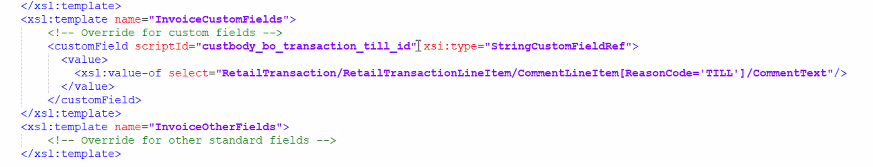 </xsl:template>
<xsl:template name="InvoiceCustomFields">
<!-- Override for custom fields -->
<customField scriptId="custbody_bo_transaction_till_id" xsi:type="StringCustomFieldRef">
<value>
<xsl:value-of select="RetailTransaction/RetailTransactionLineItem/CommentLineItem[ReasonCode='TILL']/CommentText"/>
</value>
</customField>
</xsl:template>
<xsl:template name="InvoiceOtherFields">
<!-- Override for other standard fields -->
</xsl:template>